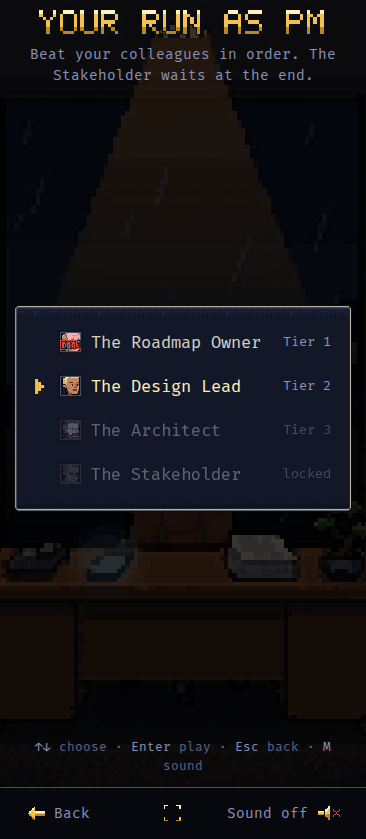 YOUR RUN AS PM
Beat your colleagues in order. The
Stakeholder waits at the end.
The Roadmap Owner Tier 1
The Design Lead Tier 2
The Architect Tier 3
The Stakeholder locked
↑↓ choose · Enter play · Esc back · M
sound
Back Sound off